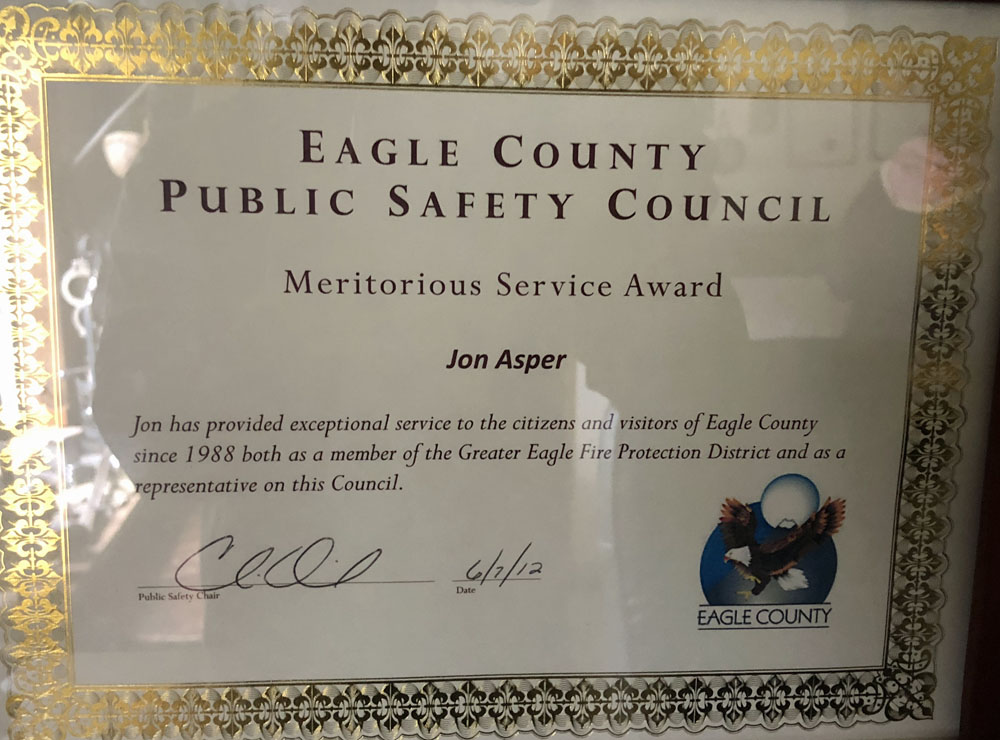 EAGLE COUNTY
PUBLIC SAFETY COUNCIL
Meritorious Service Award
Jon Asper
Jon has provided exceptional service to the citizens and visitors of Eagle County
since 1988 both as a member of the Greater Eagle Fire Protection District and as a
representative on this Council.
6/7/12
Public Safety Chair
Date
EAGLE COUNTY